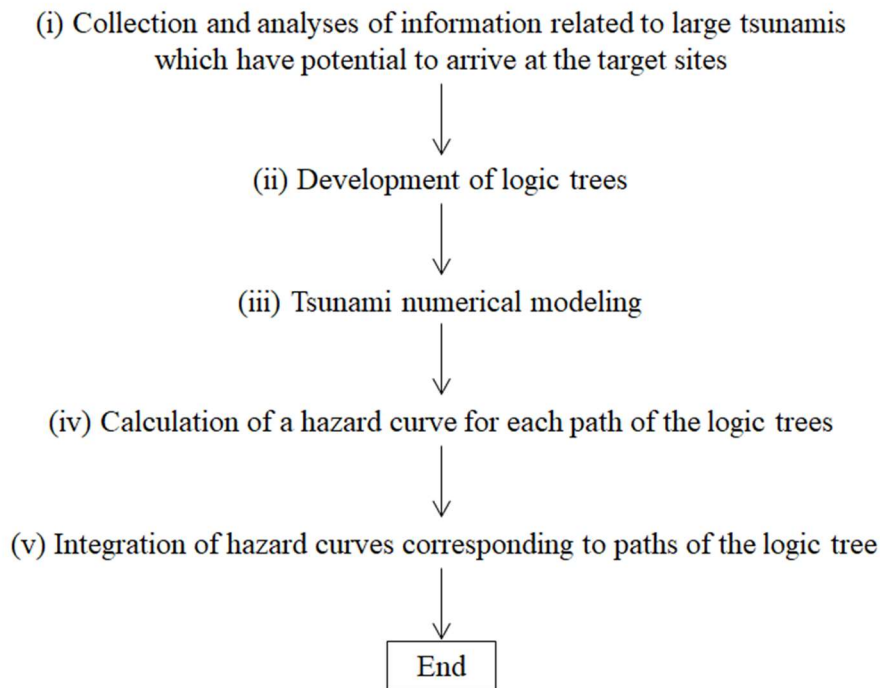 (i) Collection and analyses of information related to large tsunamis
which have potential to arrive at the target sites
(ii) Development of logic trees
(iii) Tsunami numerical modeling
(iv) Calculation of a hazard curve for each path of the logic trees
(v) Integration of hazard curves corresponding to paths of the logic tree
End